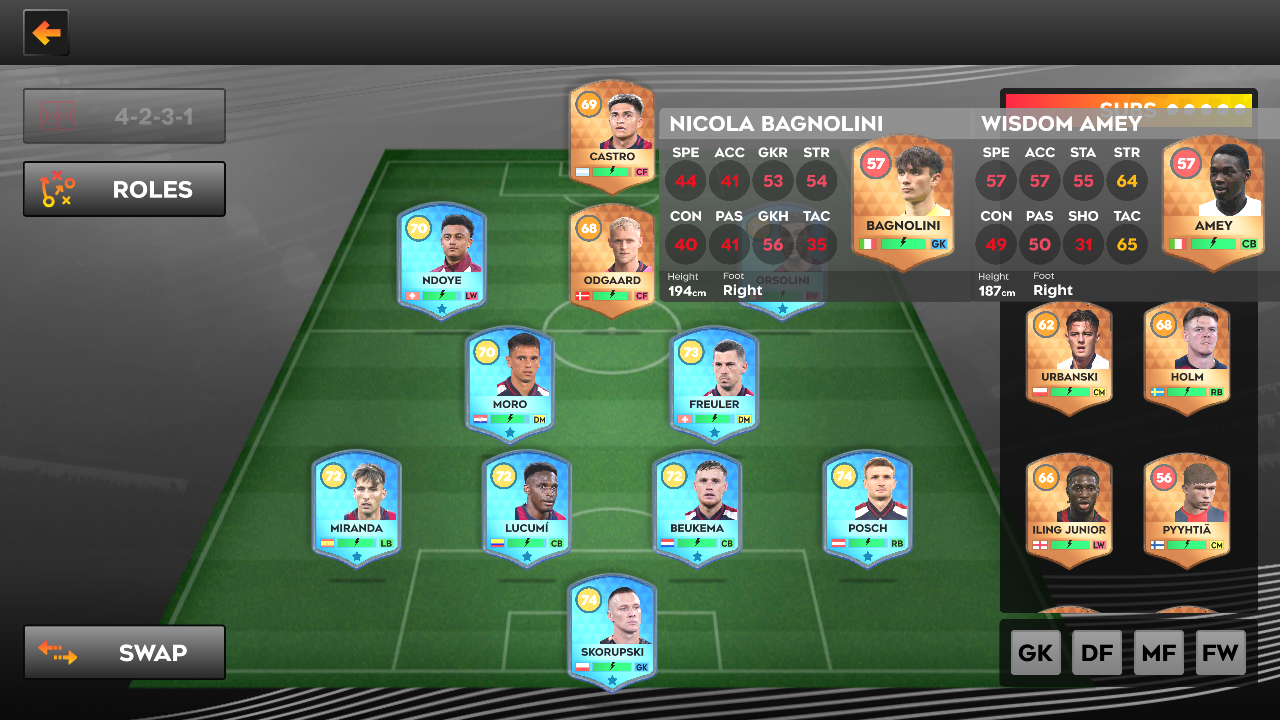 4-2-3-1
ROLES
SWAP
69
CASTRO
CF
70
NDOYE
LW
68
ODGAARD
CF
ORSOLINI
RW
70
MORO
DM
73
FREULER
DM
72
MIRANDA
LB
72
LUCUMÍ
CB
72
BEUKEMA
CB
74
POSCH
RB
74
SKORUPSKI
GK
SUBS
NICOLA BAGNOLINI
SPE ACC GKR STR
44 41 53 54
CON PAS GKH TAC
40 41 56 35
Height Foot
194cm Right
57
BAGNOLINI
GK
WISDOM AMEY
SPE ACC STA STR
57 57 55 64
CON PAS SHO TAC
49 50 31 65
Height Foot
187cm Right
57
AMEY
CB
62
URBANSKI
CM
68
HOLM
RB
66
ILING JUNIOR
LW
56
PYYHTIÄ
CM
GK DF MF FW